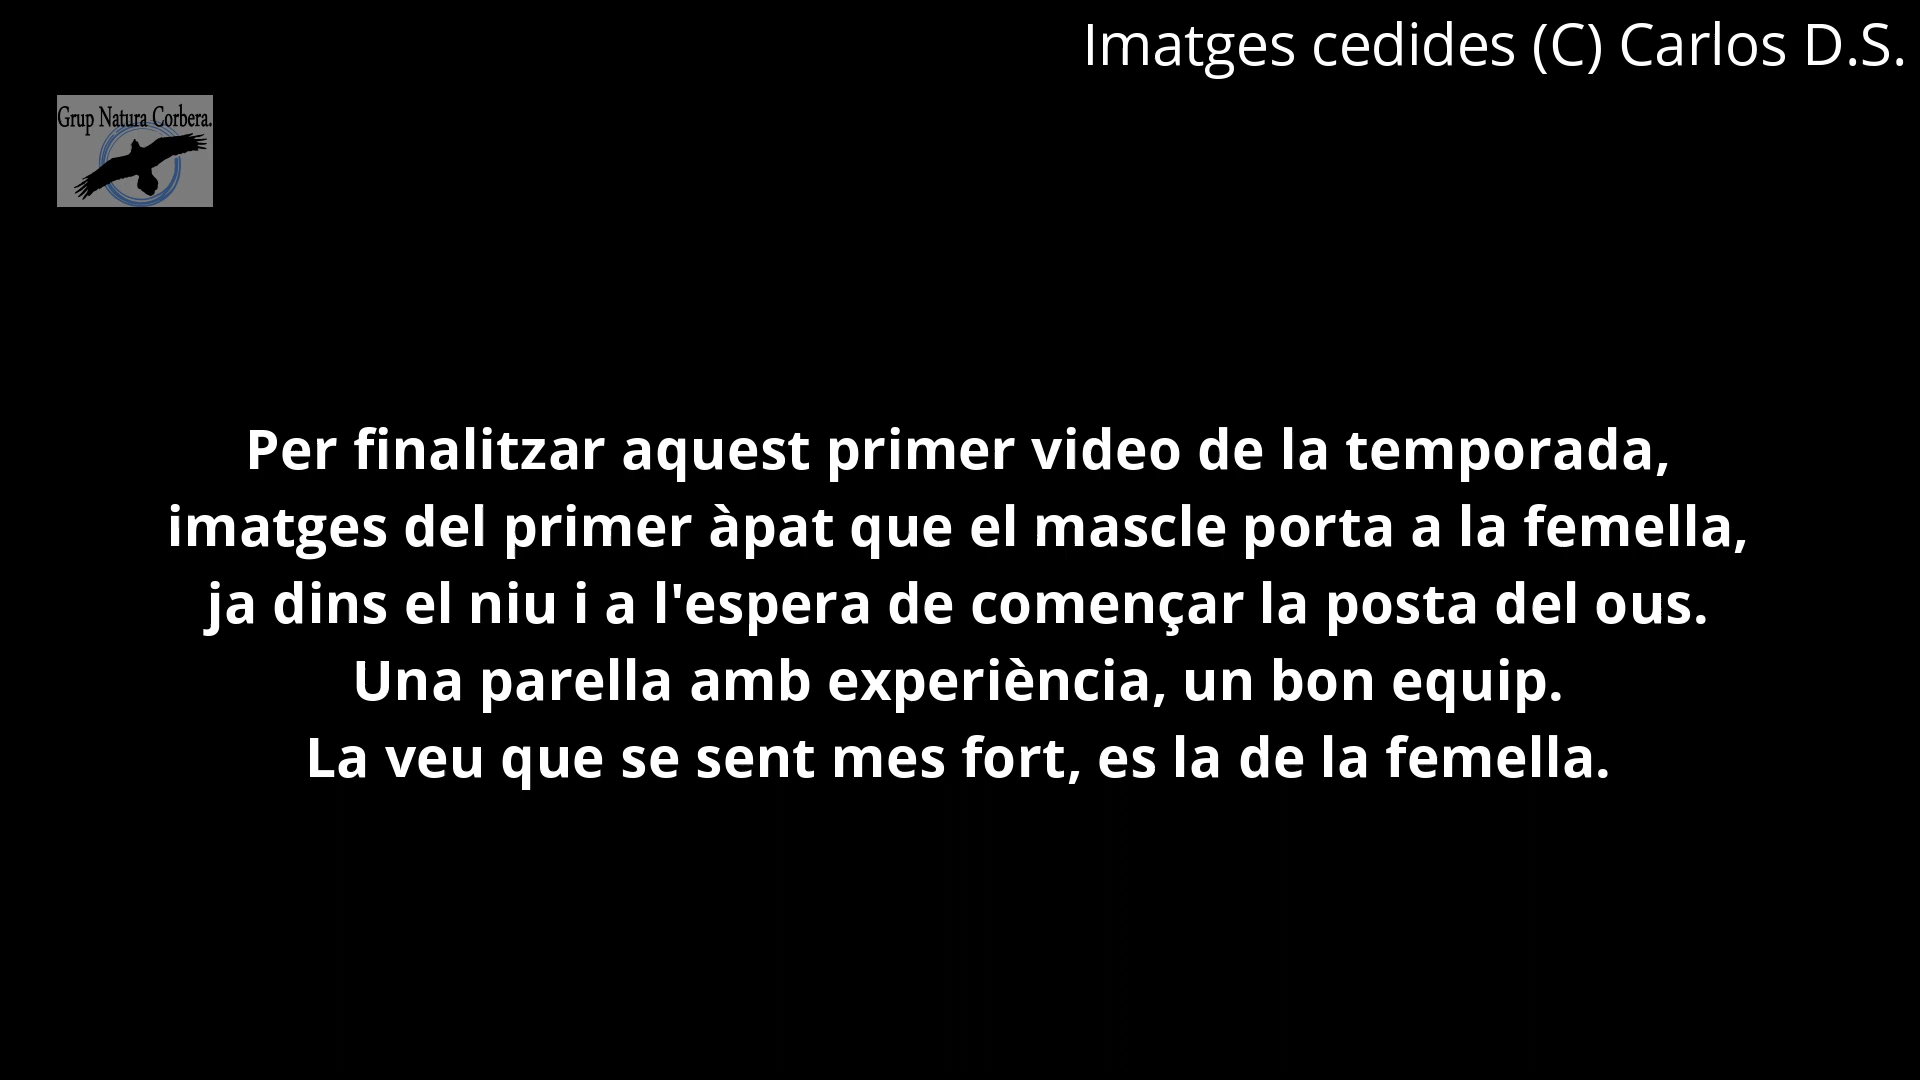 Imatges cedides (C) Carlos D.S.
Grup Natura Corbera.
Per finalitzar aquest primer video de la temporada,
imatges del primer àpat que el mascle porta a la femella,
ja dins el niu i a l'espera de començar la posta del ous.
Una parella amb experiència, un bon equip.
La veu que se sent mes fort, es la de la femella.